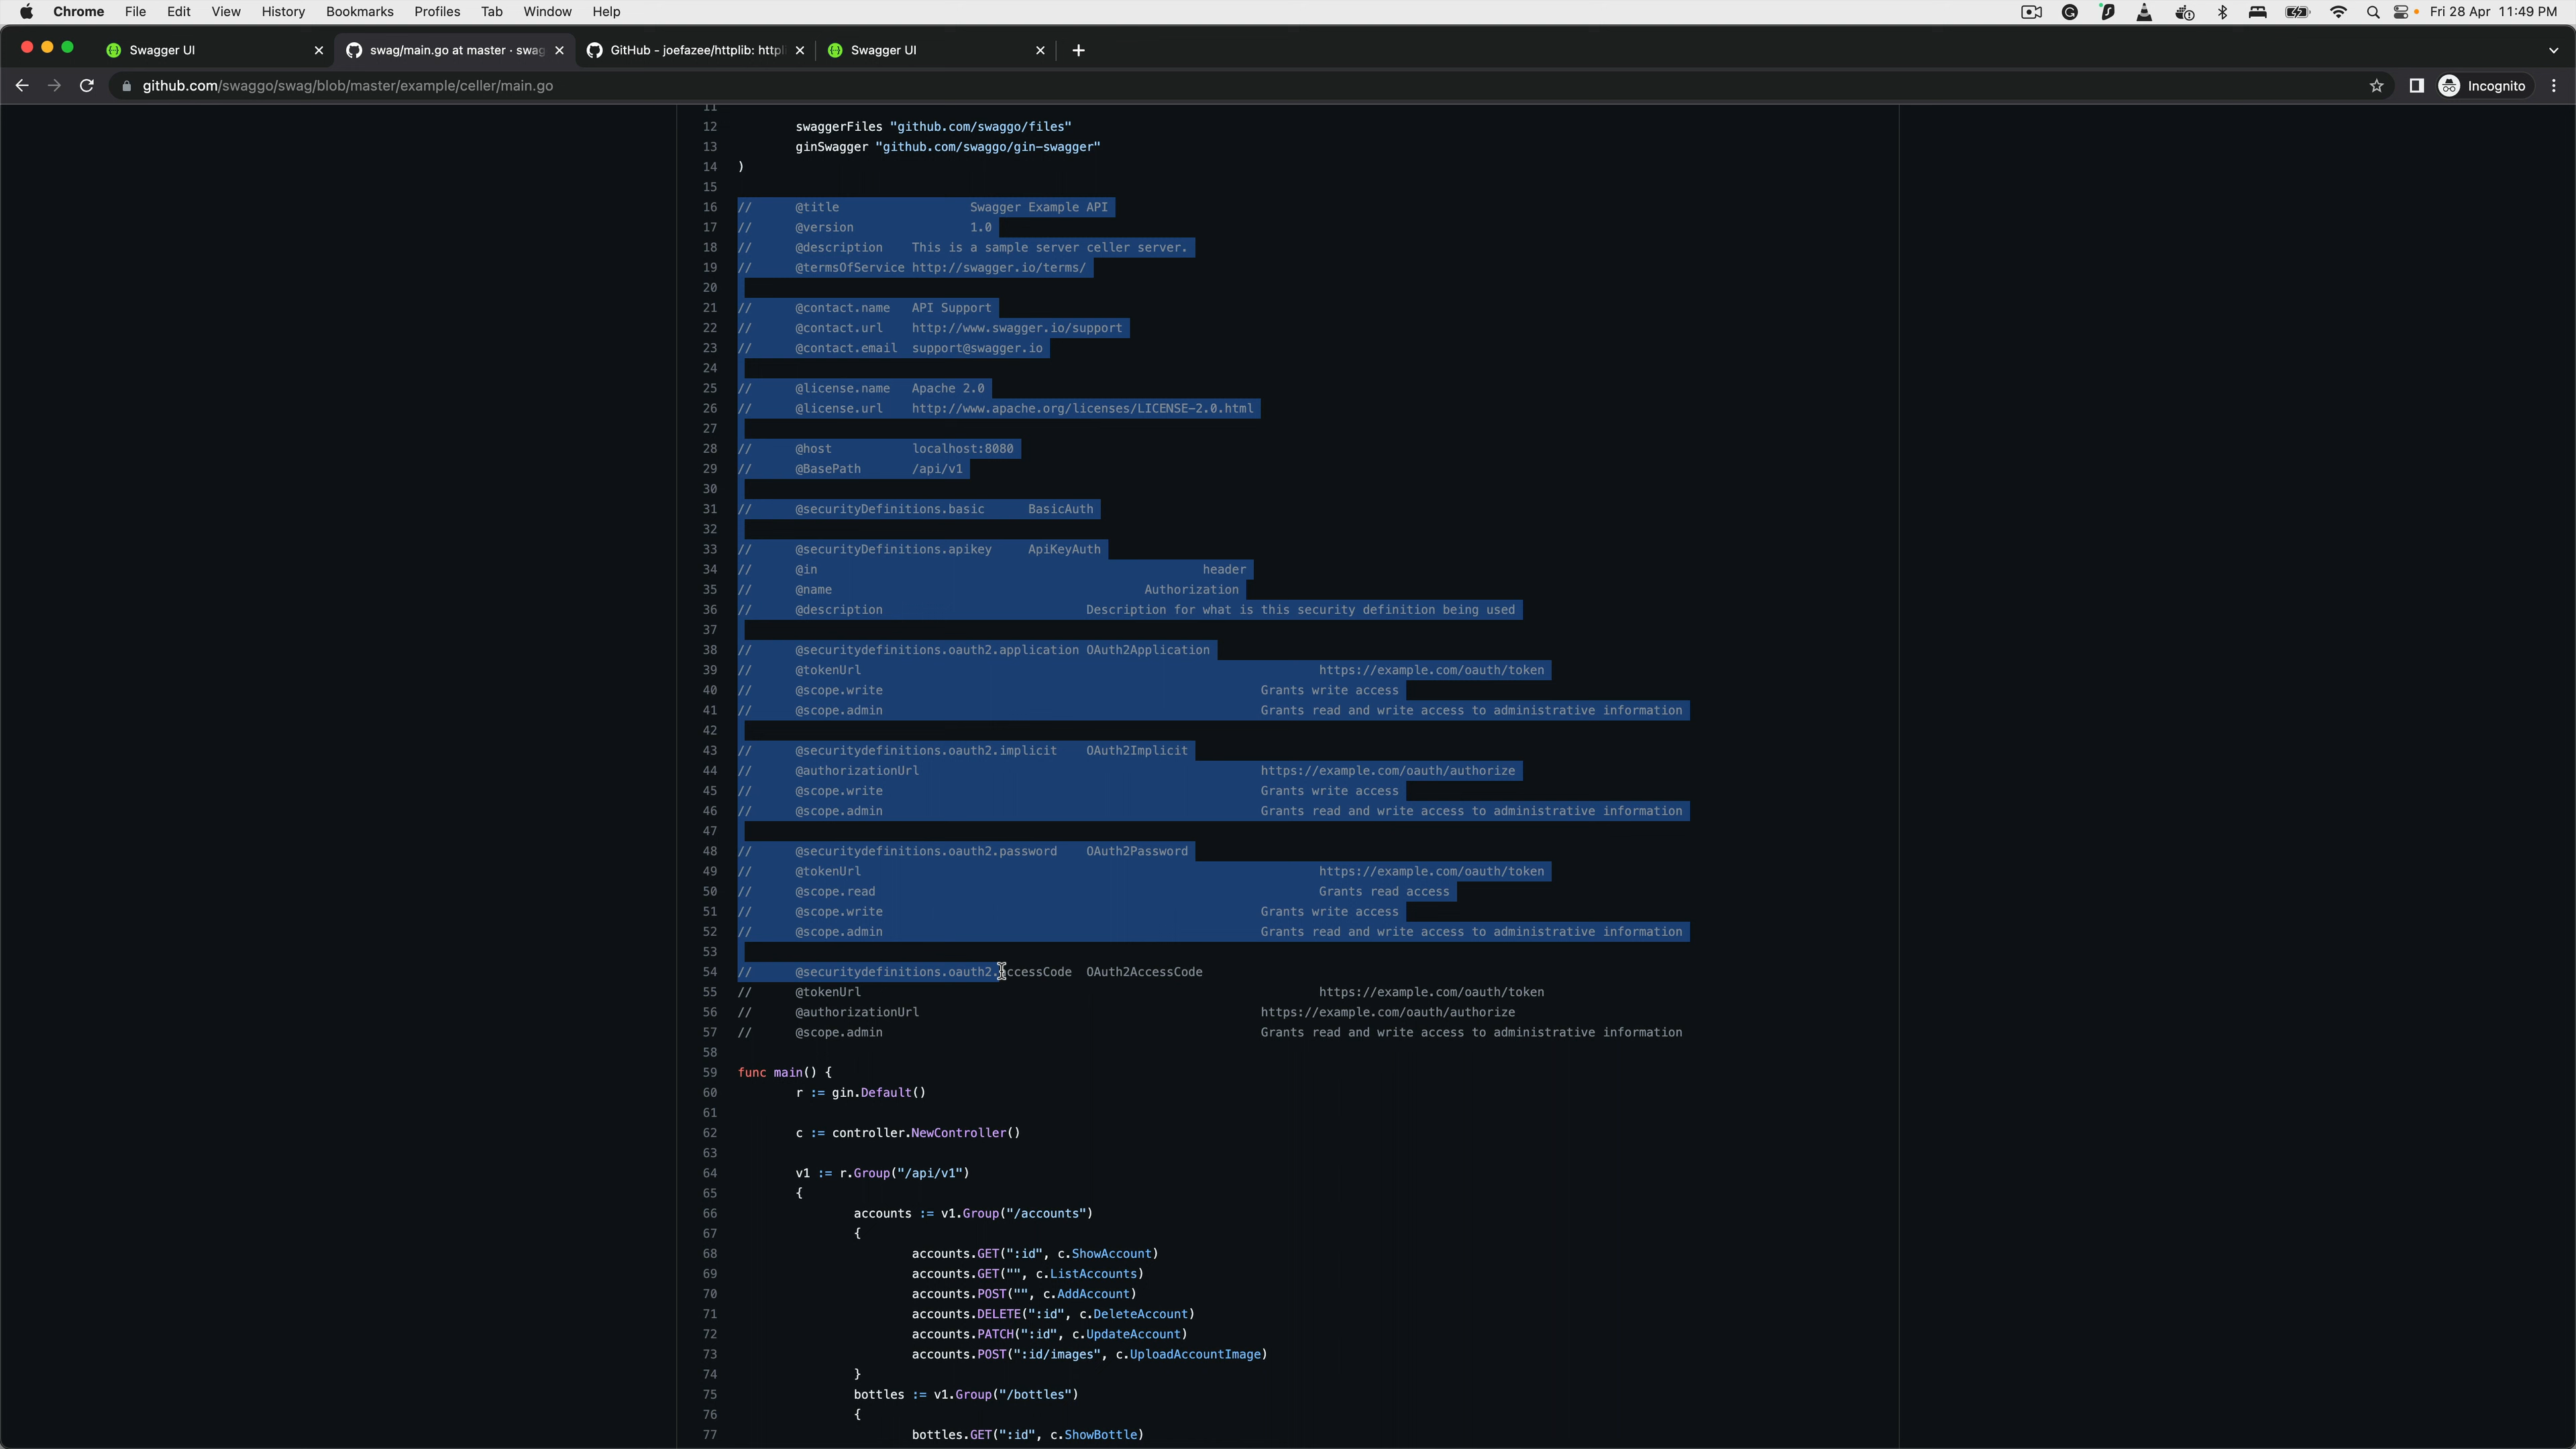 Chrome File Edit View History Bookmarks Profiles Tab Window Help Fri 28 Apr 11:49 PM
Swagger UI swag/main.go at master · swag GitHub - joefazee/httplib: httpl Swagger UI
github.com/swaggo/swag/blob/master/example/celler/main.go Incognito
11
12 swaggerFiles "github.com/swaggo/files"
13 ginSwagger "github.com/swaggo/gin-swagger"
14 )
15
16 // @title Swagger Example API
17 // @version 1.0
18 // @description This is a sample server celler server.
19 // @termsOfService http://swagger.io/terms/
20
21 // @contact.name API Support
22 // @contact.url http://www.swagger.io/support
23 // @contact.email support@swagger.io
24
25 // @license.name Apache 2.0
26 // @license.url http://www.apache.org/licenses/LICENSE-2.0.html
27
28 // @host localhost:8080
29 // @BasePath /api/v1
30
31 // @securityDefinitions.basic BasicAuth
32
33 // @securityDefinitions.apikey ApiKeyAuth
34 // @in header
35 // @name Authorization
36 // @description Description for what is this security definition being used
37
38 // @securitydefinitions.oauth2.application OAuth2Application
39 // @tokenUrl https://example.com/oauth/token
40 // @scope.write Grants write access
41 // @scope.admin Grants read and write access to administrative information
42
43 // @securitydefinitions.oauth2.implicit OAuth2Implicit
44 // @authorizationUrl https://example.com/oauth/authorize
45 // @scope.write Grants write access
46 // @scope.admin Grants read and write access to administrative information
47
48 // @securitydefinitions.oauth2.password OAuth2Password
49 // @tokenUrl https://example.com/oauth/token
50 // @scope.read Grants read access
51 // @scope.write Grants write access
52 // @scope.admin Grants read and write access to administrative information
53
54 // @securitydefinitions.oauth2.accessCode OAuth2AccessCode
55 // @tokenUrl https://example.com/oauth/token
56 // @authorizationUrl https://example.com/oauth/authorize
57 // @scope.admin Grants read and write access to administrative information
58
59 func main() {
60 r := gin.Default()
61
62 c := controller.NewController()
63
64 v1 := r.Group("/api/v1")
65 {
66 accounts := v1.Group("/accounts")
67 {
68 accounts.GET(":id", c.ShowAccount)
69 accounts.GET("", c.ListAccounts)
70 accounts.POST("", c.AddAccount)
71 accounts.DELETE(":id", c.DeleteAccount)
72 accounts.PATCH(":id", c.UpdateAccount)
73 accounts.POST(":id/images", c.UploadAccountImage)
74 }
75 bottles := v1.Group("/bottles")
76 {
77 bottles.GET(":id", c.ShowBottle)